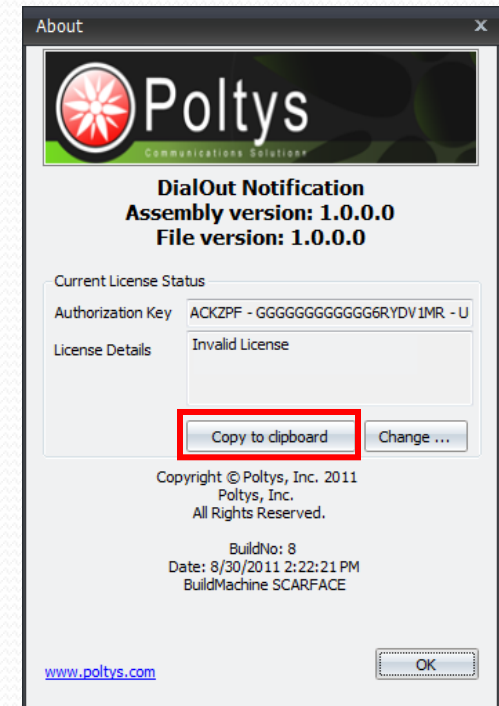 About x
Poltys
Communications Solutions
DialOut Notification
Assembly version: 1.0.0.0
File version: 1.0.0.0
Current License Status
Authorization Key ACKZPF - GGGGGGGGGGGG6RYDV1MR - U
License Details Invalid License
Copy to clipboard Change ...
Copyright © Poltys, Inc. 2011
Poltys, Inc.
All Rights Reserved.
BuildNo: 8
Date: 8/30/2011 2:22:21 PM
BuildMachine SCARFACE
www.poltys.com OK